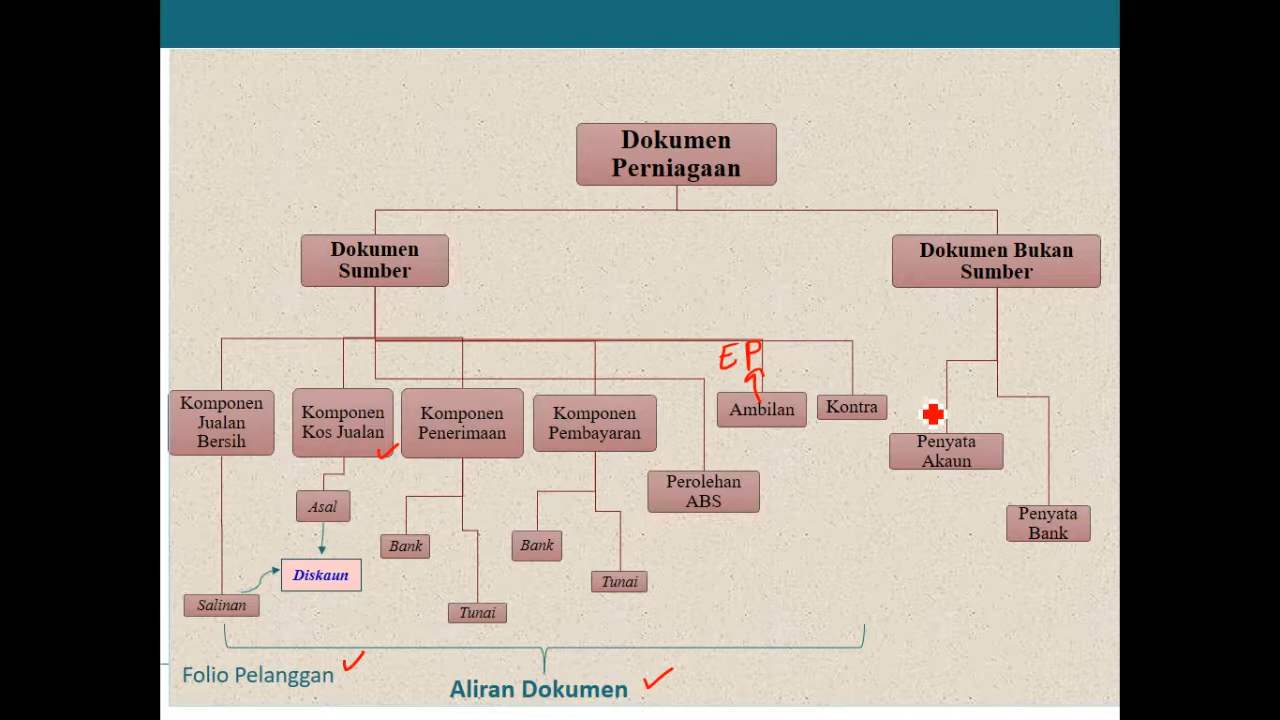 Dokumen
Perniagaan
Dokumen
Sumber
Dokumen Bukan
Sumber
EP
Komponen
Jualan
Bersih
Komponen
Kos Jualan
Komponen
Penerimaan
Komponen
Pembayaran
Ambilan
Kontra
Penyata
Akaun
Perolehan
ABS
Asal
Penyata
Bank
Bank
Bank
Diskaun
Tunai
Salinan
Tunai
Folio Pelanggan
Aliran Dokumen